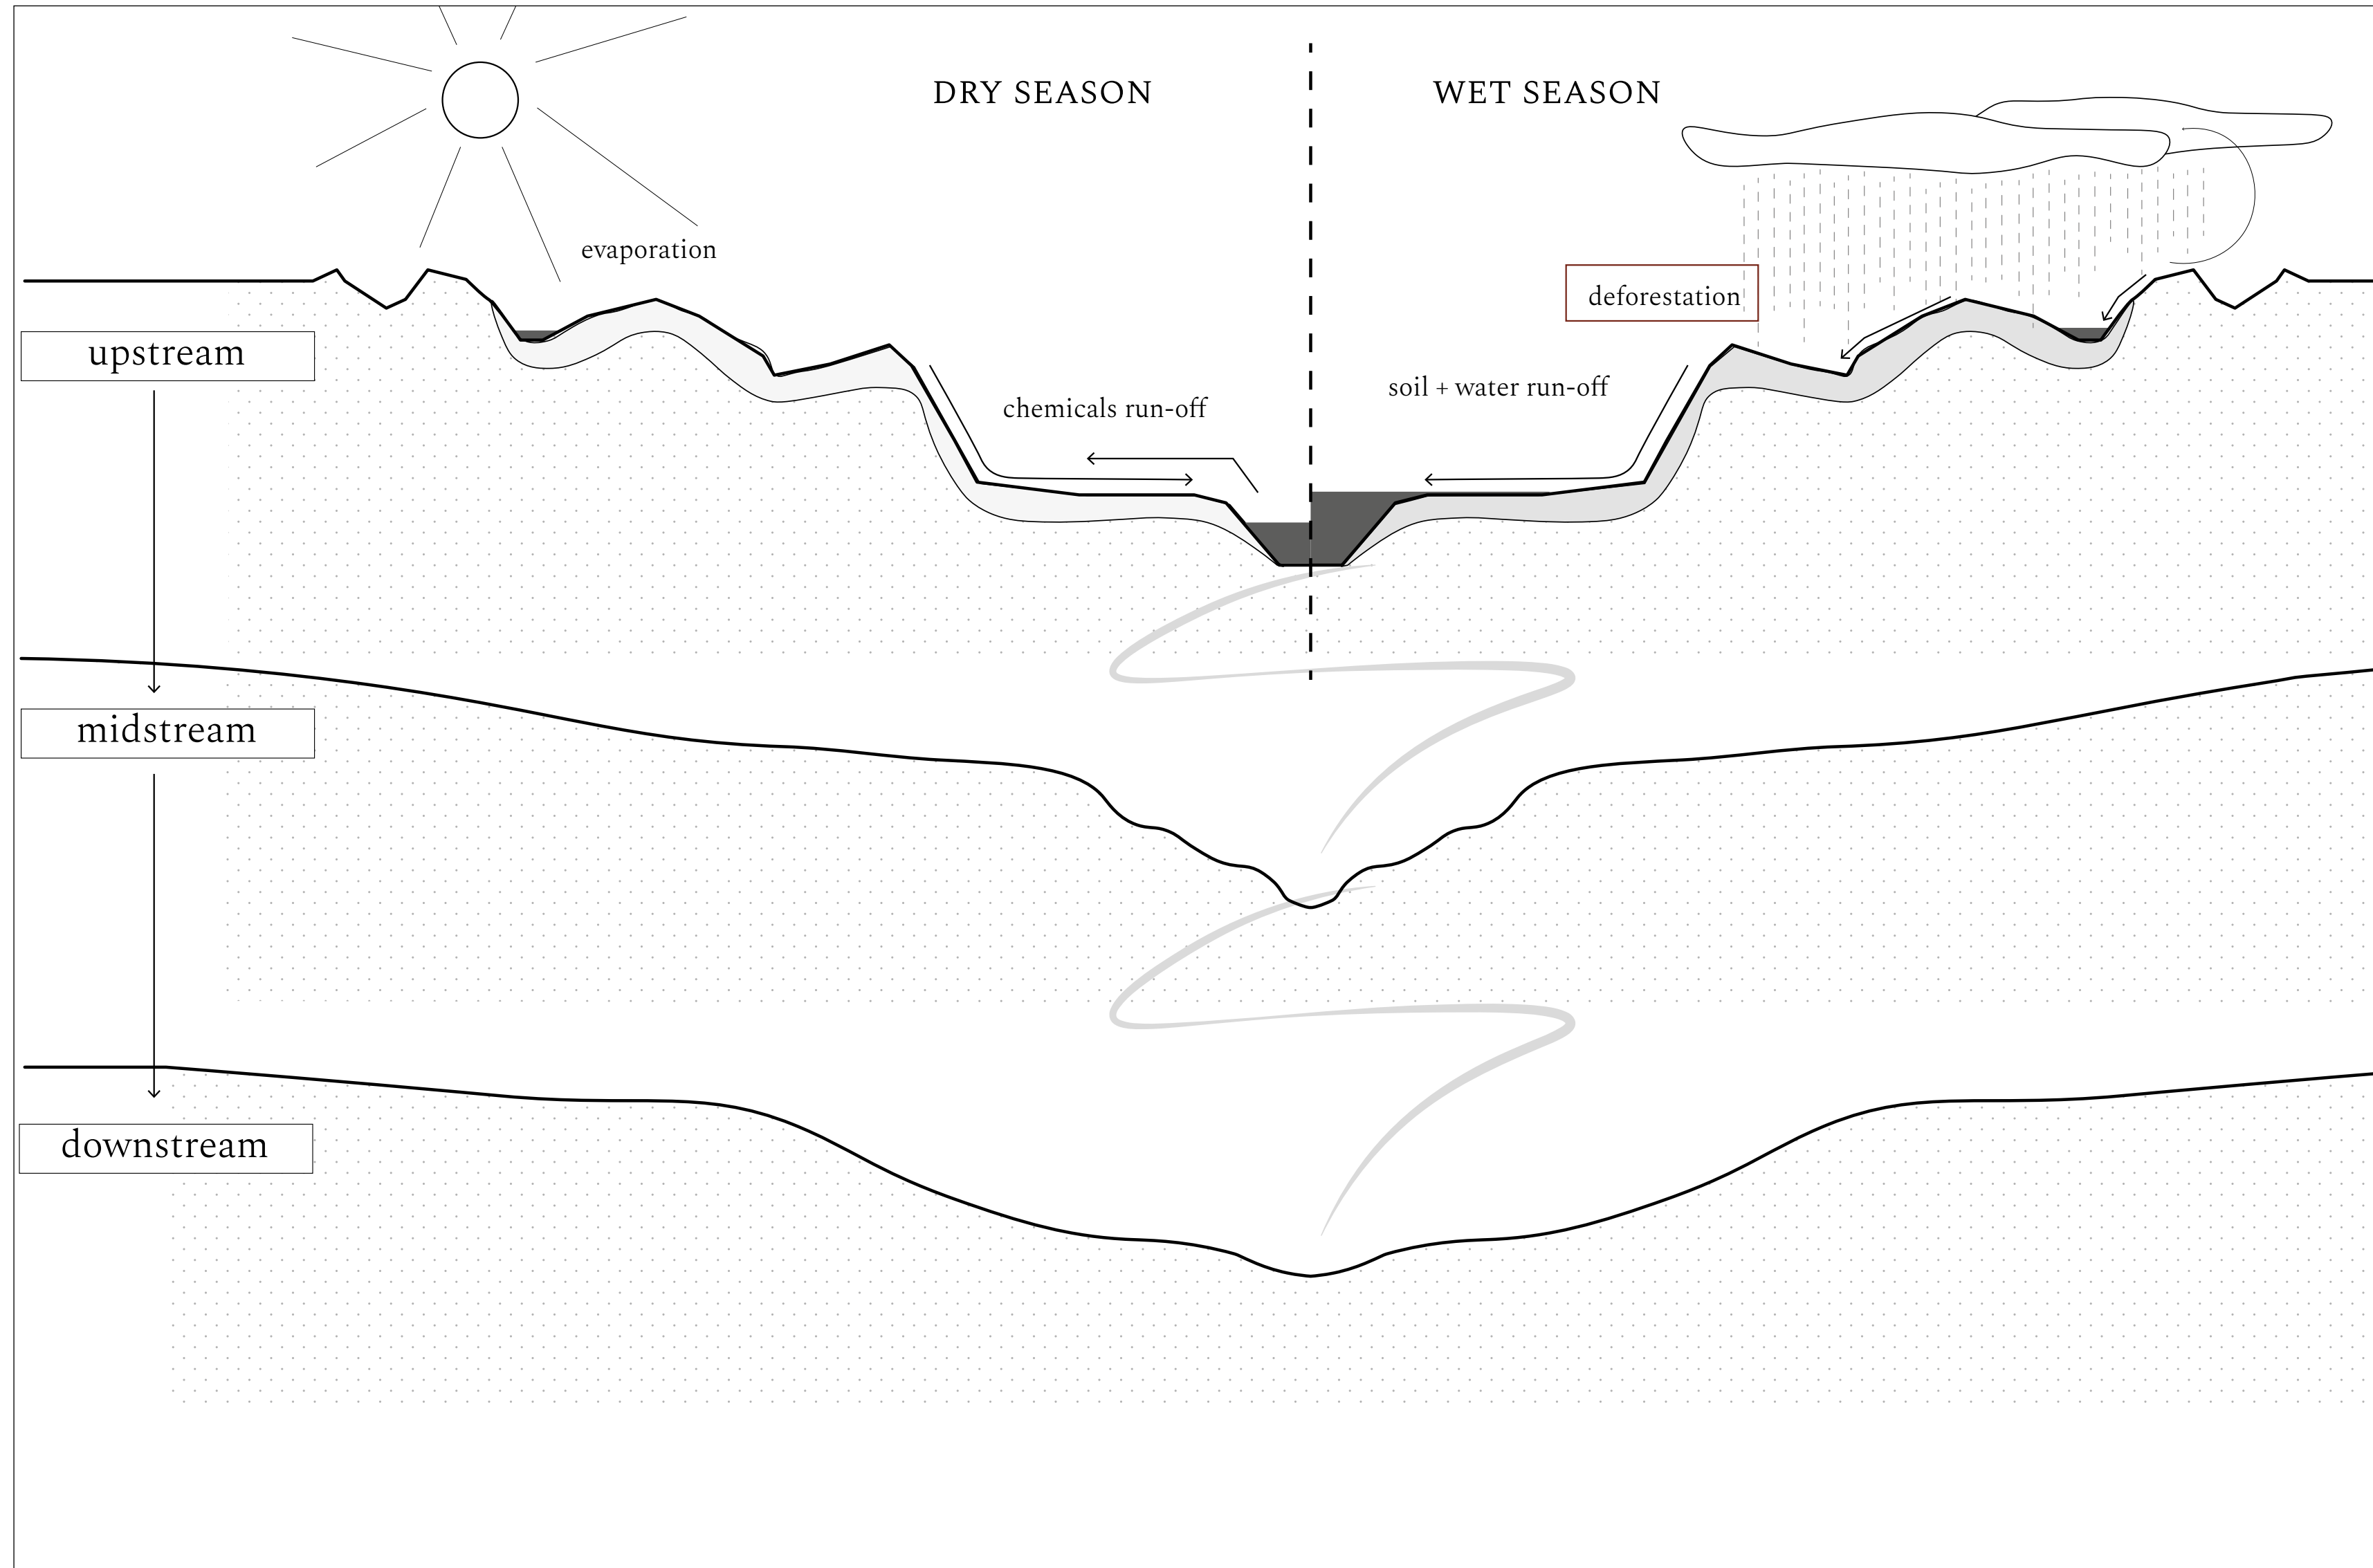 DRY SEASON
WET SEASON
evaporation
deforestation
upstream
soil + water run-off
chemicals run-off
midstream
downstream